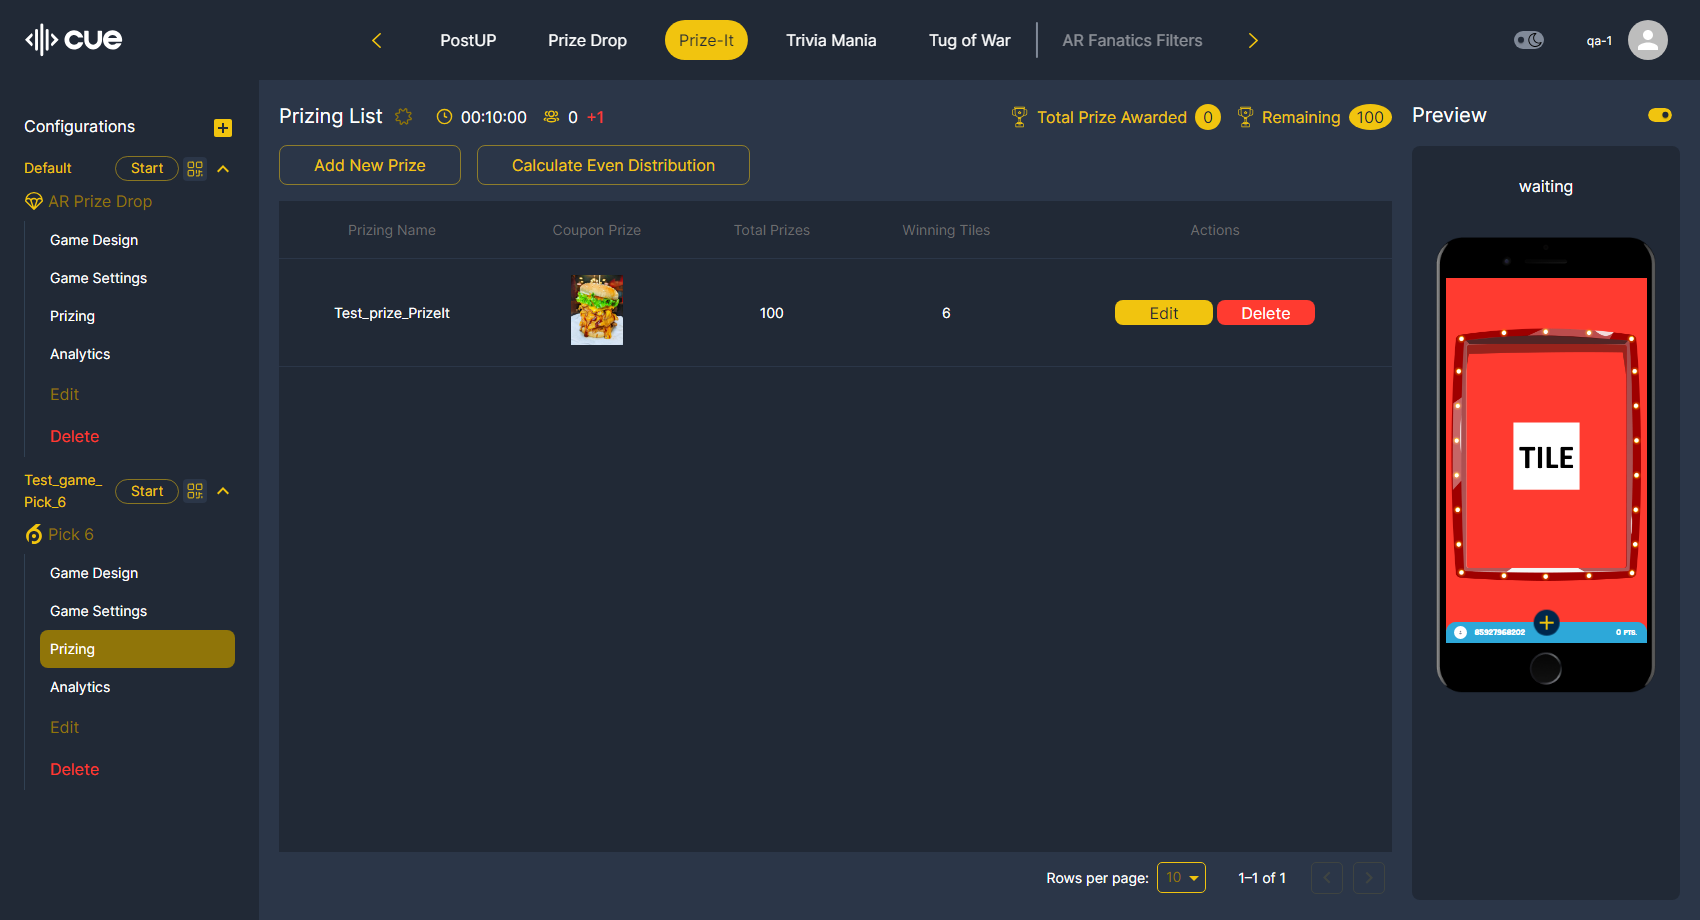 cue
PostUP
Prize Drop
Prize-It
Trivia Mania
Tug of War
AR Fanatics Filters
qa-1
Configurations
Default
Start
AR Prize Drop
Game Design
Game Settings
Prizing
Analytics
Edit
Delete
Test_game_
Pick_6
Start
Pick 6
Game Design
Game Settings
Prizing
Analytics
Edit
Delete
Prizing List
00:10:00
0 +1
Total Prize Awarded 0
Remaining 100
Add New Prize
Calculate Even Distribution
Prizing Name
Coupon Prize
Total Prizes
Winning Tiles
Actions
Test_prize_PrizeIt
100
6
Edit
Delete
Rows per page: 10
1–1 of 1
Preview
waiting
TILE
85927968202
0 PTS.